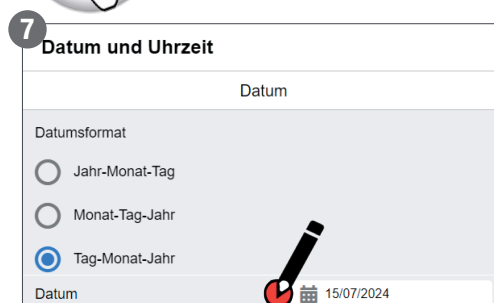 7
Datum und Uhrzeit
Datum
Datumsformat
Jahr-Monat-Tag
Monat-Tag-Jahr
Tag-Monat-Jahr
Datum 15/07/2024